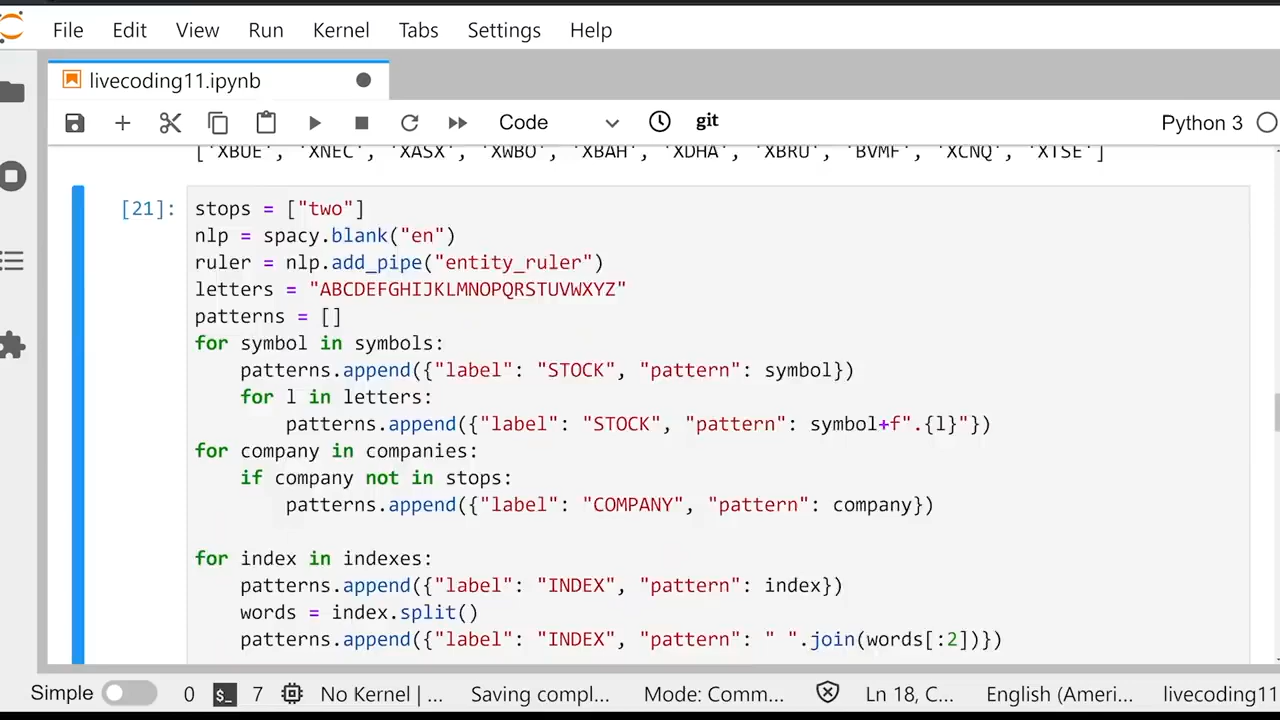 File Edit View Run Kernel Tabs Settings Help
livecoding11.ipynb
Code git Python 3
['XBUE', 'XNEC', 'XASX', 'XWBO', 'XBAH', 'XDHA', 'XBRU', 'BVMF', 'XCNQ', 'XTSE']
[21]: stops = ["two"]
nlp = spacy.blank("en")
ruler = nlp.add_pipe("entity_ruler")
letters = "ABCDEFGHIJKLMNOPQRSTUVWXYZ"
patterns = []
for symbol in symbols:
patterns.append({"label": "STOCK", "pattern": symbol})
for l in letters:
patterns.append({"label": "STOCK", "pattern": symbol+f".{l}"})
for company in companies:
if company not in stops:
patterns.append({"label": "COMPANY", "pattern": company})
for index in indexes:
patterns.append({"label": "INDEX", "pattern": index})
words = index.split()
patterns.append({"label": "INDEX", "pattern": " ".join(words[:2])})
Simple 0 $_ 7 No Kernel | ... Saving compl... Mode: Comm... Ln 18, C... English (Ameri... livecoding11